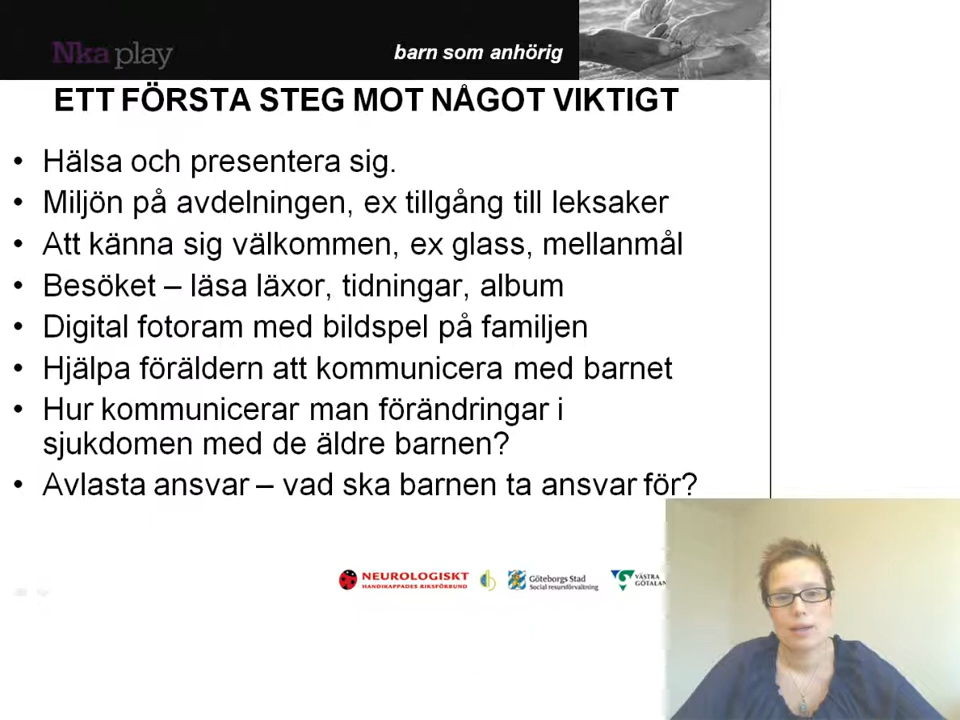 Nka play
barn som anhörig
ETT FÖRSTA STEG MOT NÅGOT VIKTIGT
• Hälsa och presentera sig.
• Miljön på avdelningen, ex tillgång till leksaker
• Att känna sig välkommen, ex glass, mellanmål
• Besöket – läsa läxor, tidningar, album
• Digital fotoram med bildspel på familjen
• Hjälpa föräldern att kommunicera med barnet
• Hur kommunicerar man förändringar i
sjukdomen med de äldre barnen?
• Avlasta ansvar – vad ska barnen ta ansvar för?
NEUROLOGISKT
HANDIKAPPADES RIKSFÖRBUND
Göteborgs Stad
Social resursförvaltning
VÄSTRA
GÖTALAN